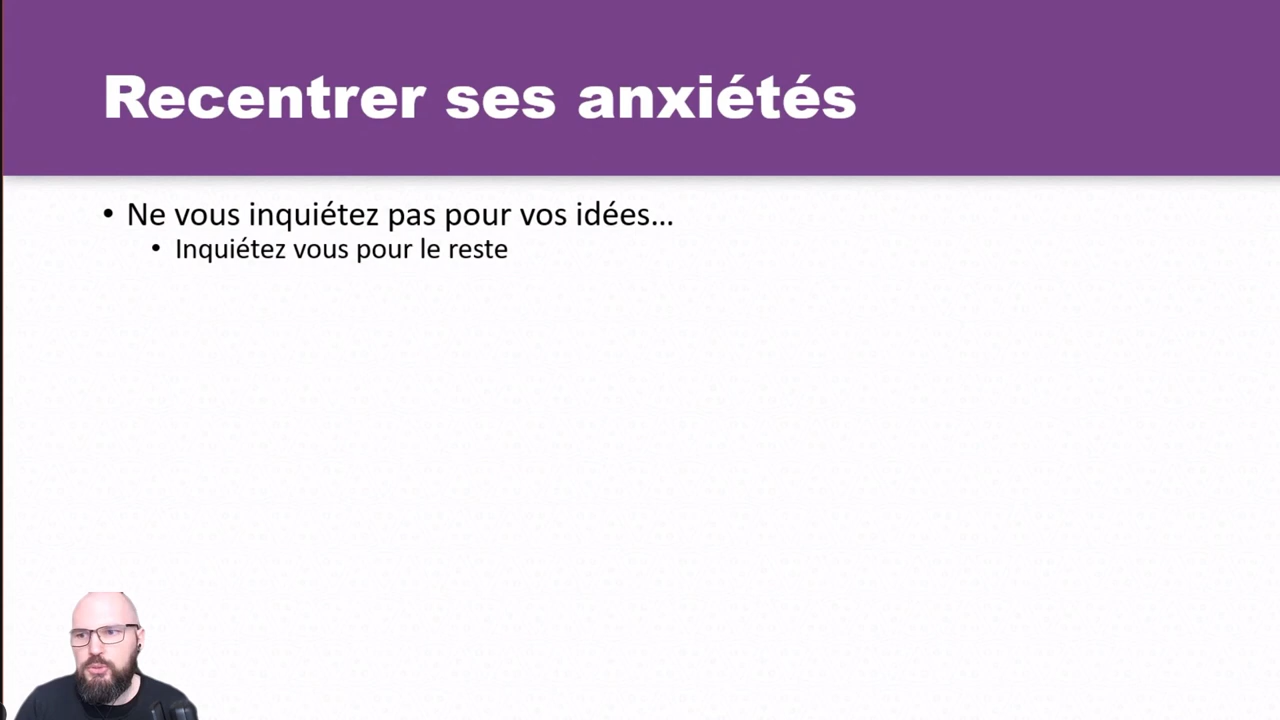 Recentrer ses anxiétés
• Ne vous inquiétez pas pour vos idées...
• Inquiétez vous pour le reste